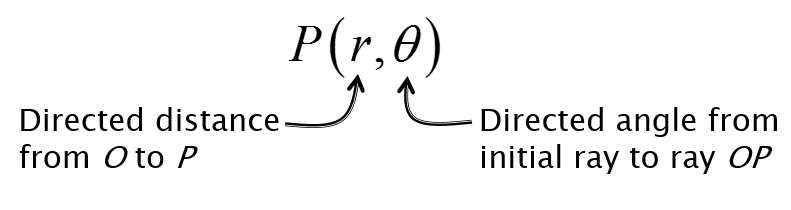 P(r,θ)
Directed distance
from O to P
Directed angle from
initial ray to ray OP